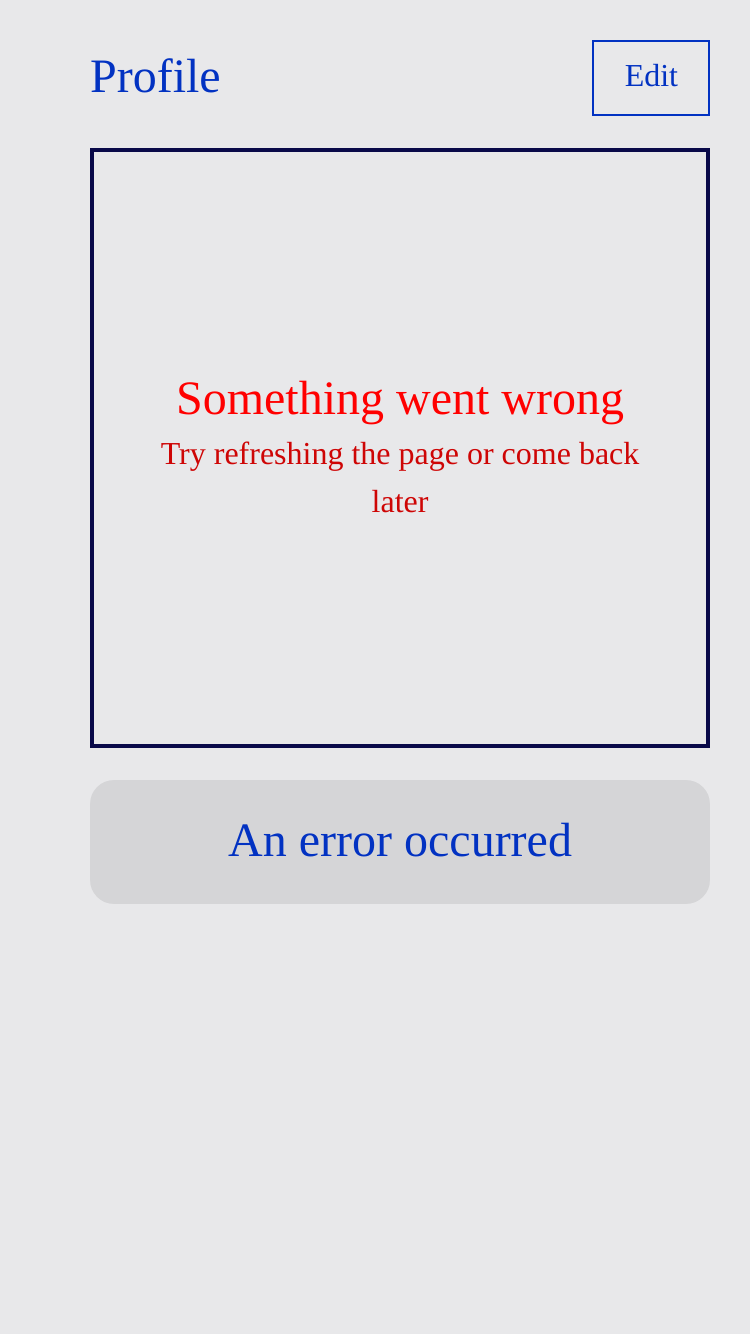 Profile
Edit
Something went wrong
Try refreshing the page or come back
later
An error occurred